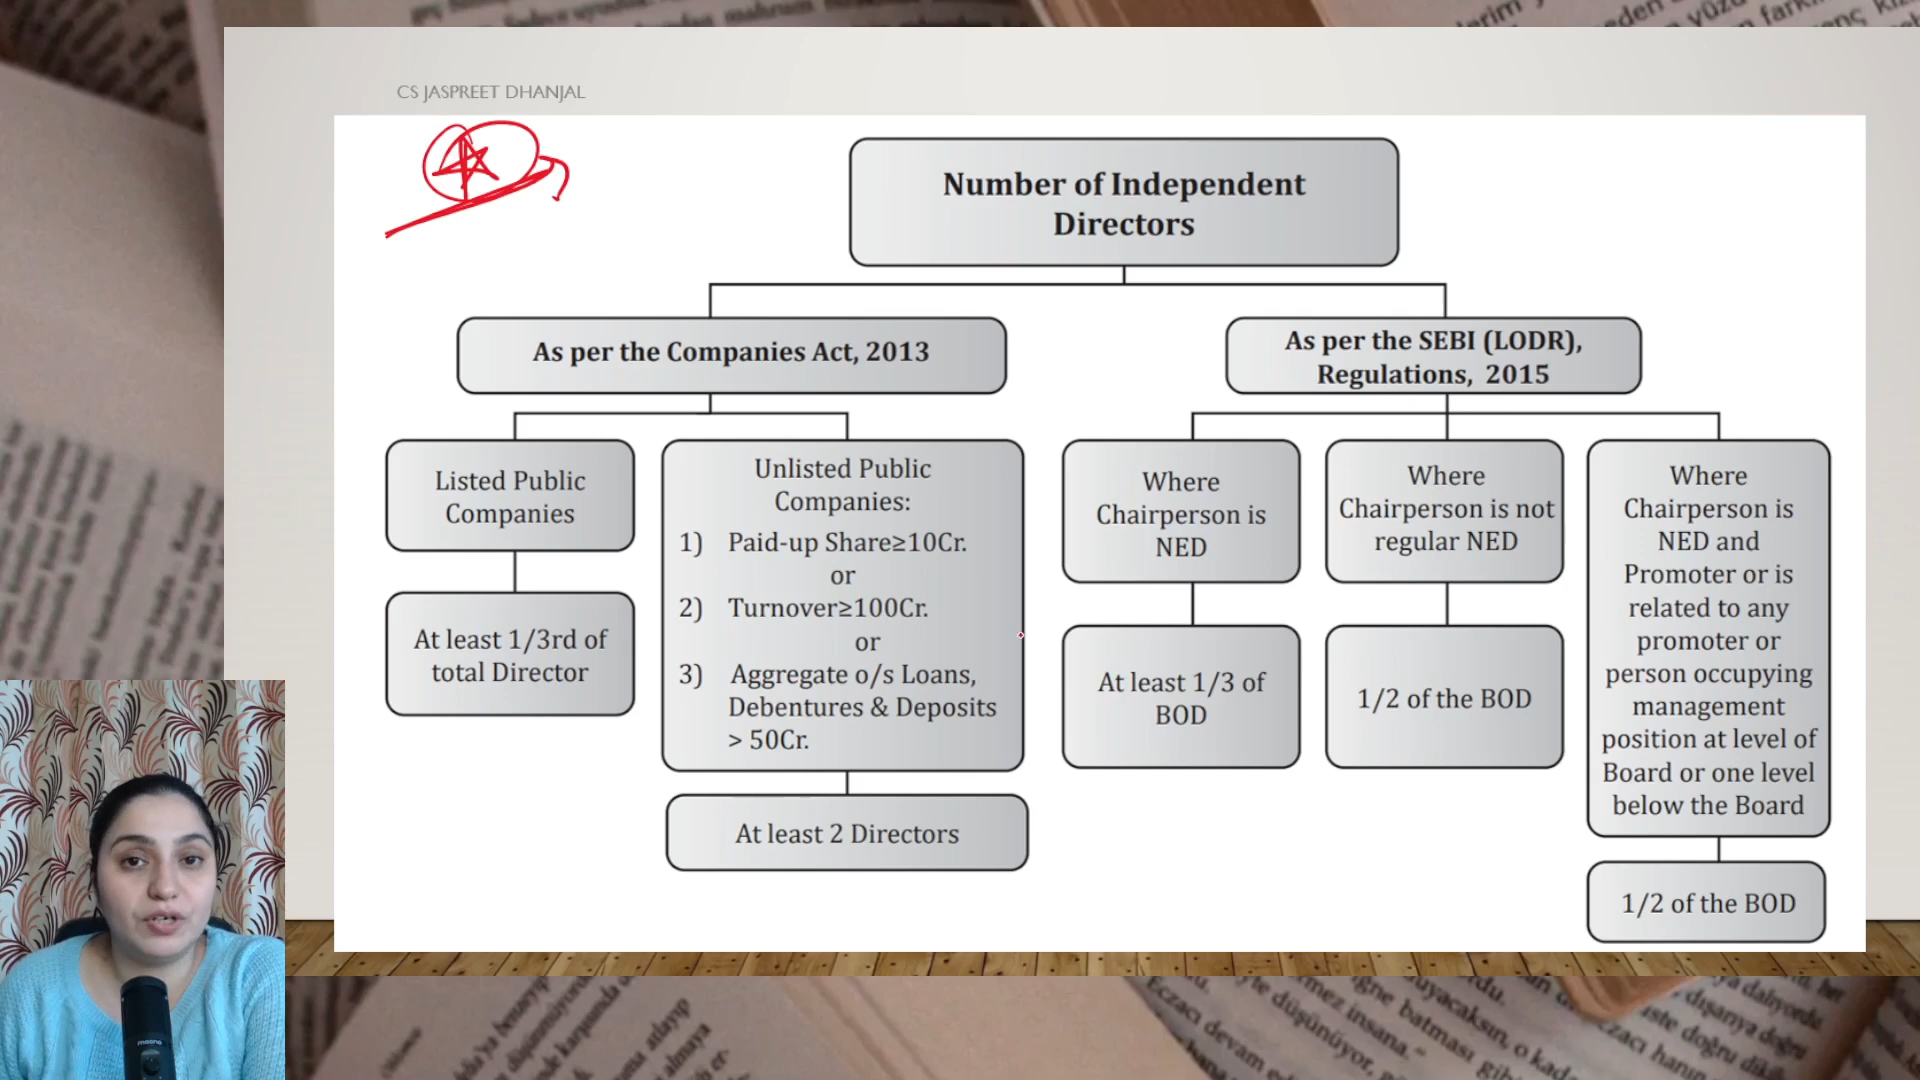 CS JASPREET DHANJAL
Number of Independent
Directors
As per the Companies Act, 2013
As per the SEBI (LODR),
Regulations, 2015
Listed Public
Companies
At least 1/3rd of
total Director
Unlisted Public
Companies:
1) Paid-up Share≥10Cr.
or
2) Turnover≥100Cr.
or
3) Aggregate o/s Loans,
Debentures & Deposits
> 50Cr.
At least 2 Directors
Where
Chairperson is
NED
At least 1/3 of
BOD
Where
Chairperson is not
regular NED
1/2 of the BOD
Where
Chairperson is
NED and
Promoter or is
related to any
promoter or
person occupying
management
position at level of
Board or one level
below the Board
1/2 of the BOD